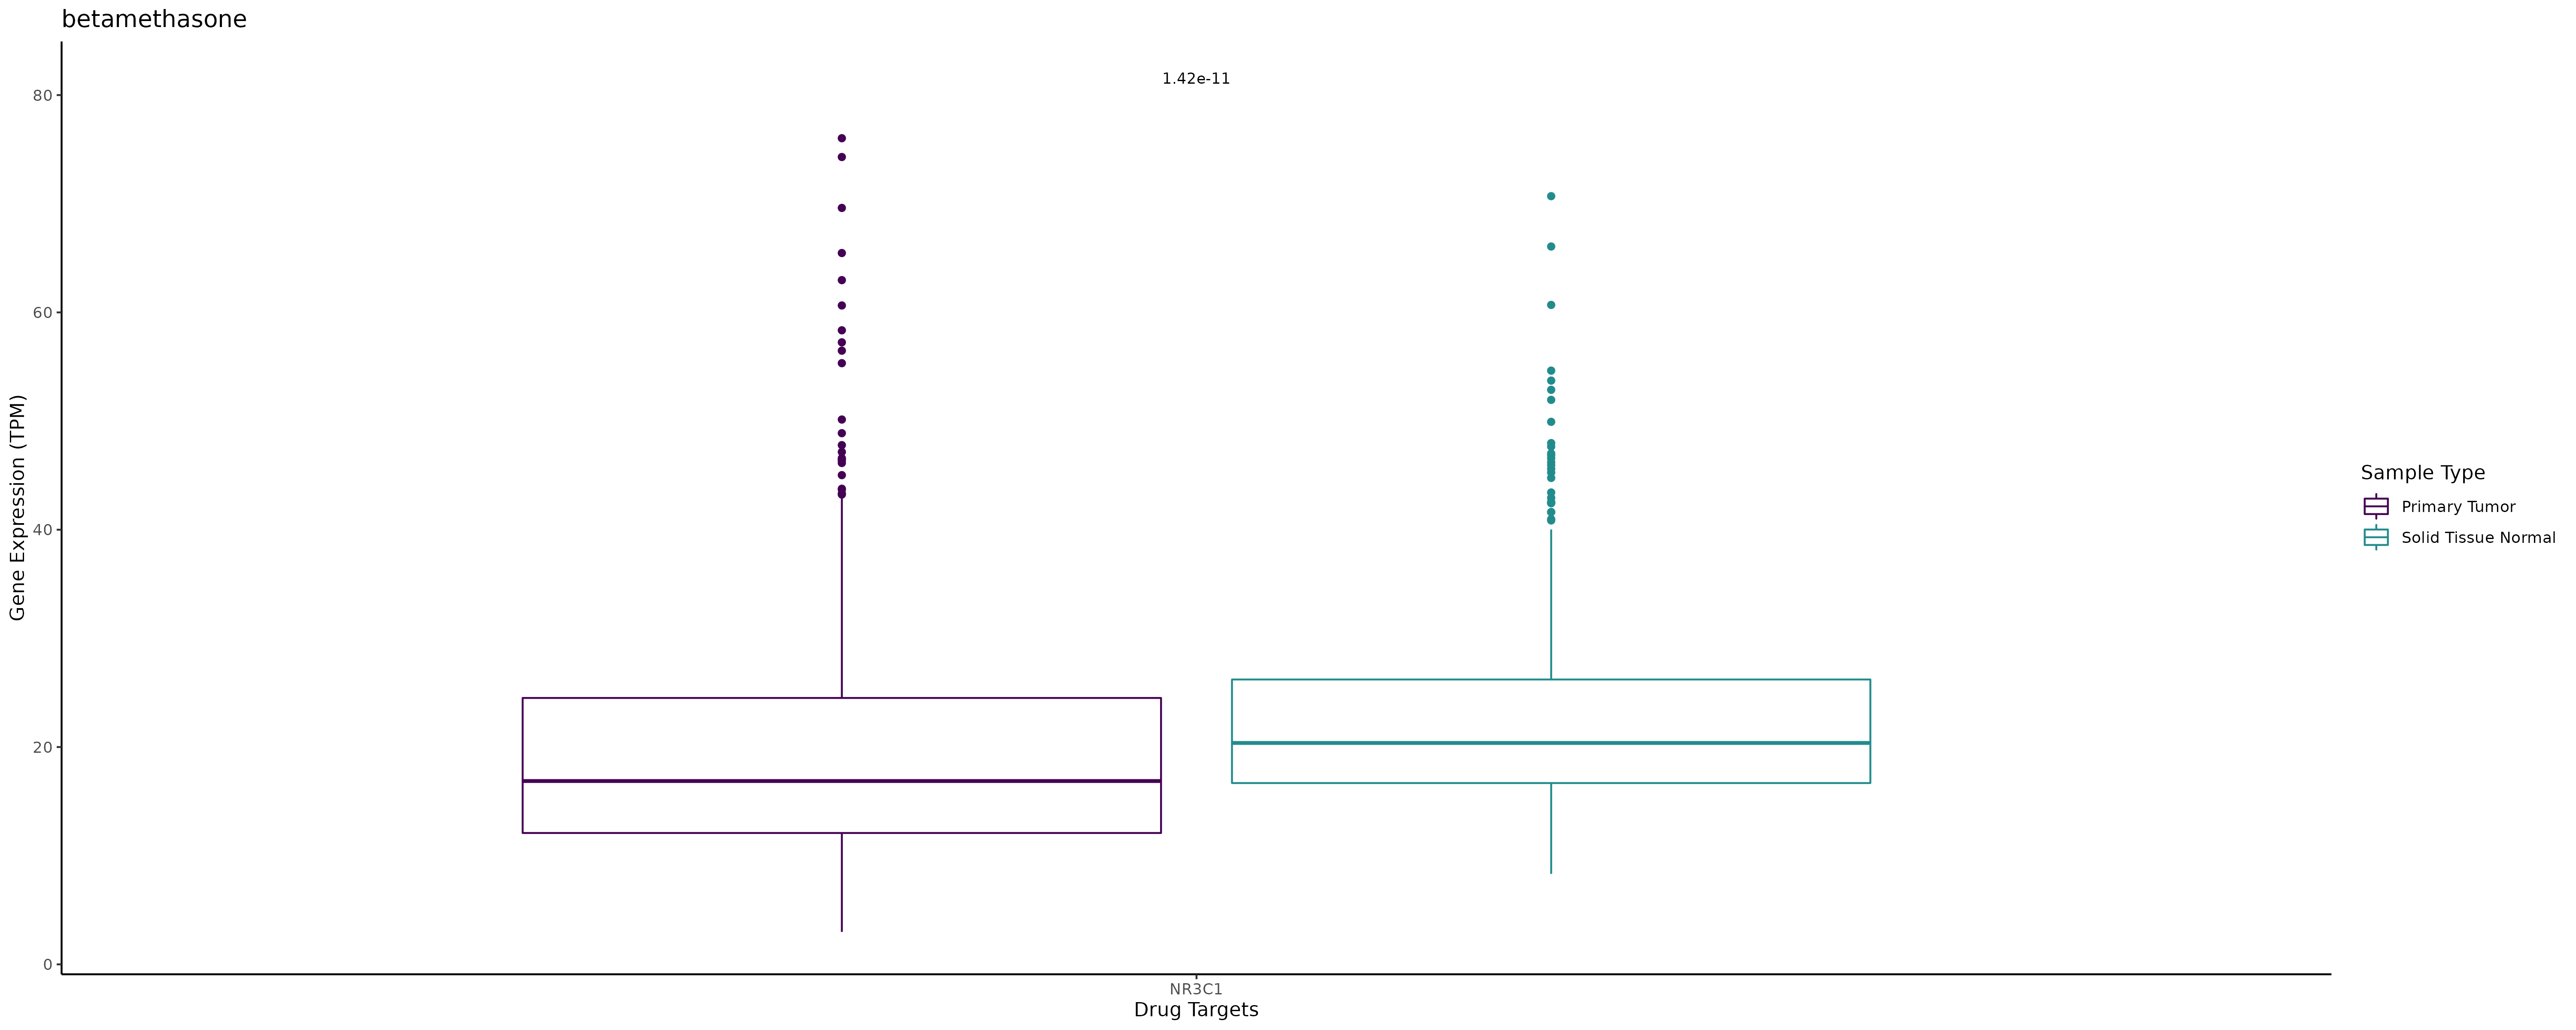 betamethasone
1.42e-11
80
60
40
20
0
Gene Expression (TPM)
NR3C1
Drug Targets
Sample Type
Primary Tumor
Solid Tissue Normal